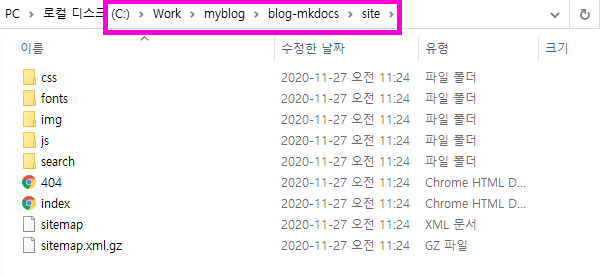 PC > 로컬 디스크 (C:) > Work > myblog > blog-mkdocs > site >
이름 수정한 날짜 유형 크기
css 2020-11-27 오전 11:24 파일 폴더
fonts 2020-11-27 오전 11:24 파일 폴더
img 2020-11-27 오전 11:24 파일 폴더
js 2020-11-27 오전 11:24 파일 폴더
search 2020-11-27 오전 11:24 파일 폴더
404 2020-11-27 오전 11:24 Chrome HTML D...
index 2020-11-27 오전 11:24 Chrome HTML D...
sitemap 2020-11-27 오전 11:24 XML 문서
sitemap.xml.gz 2020-11-27 오전 11:24 GZ 파일